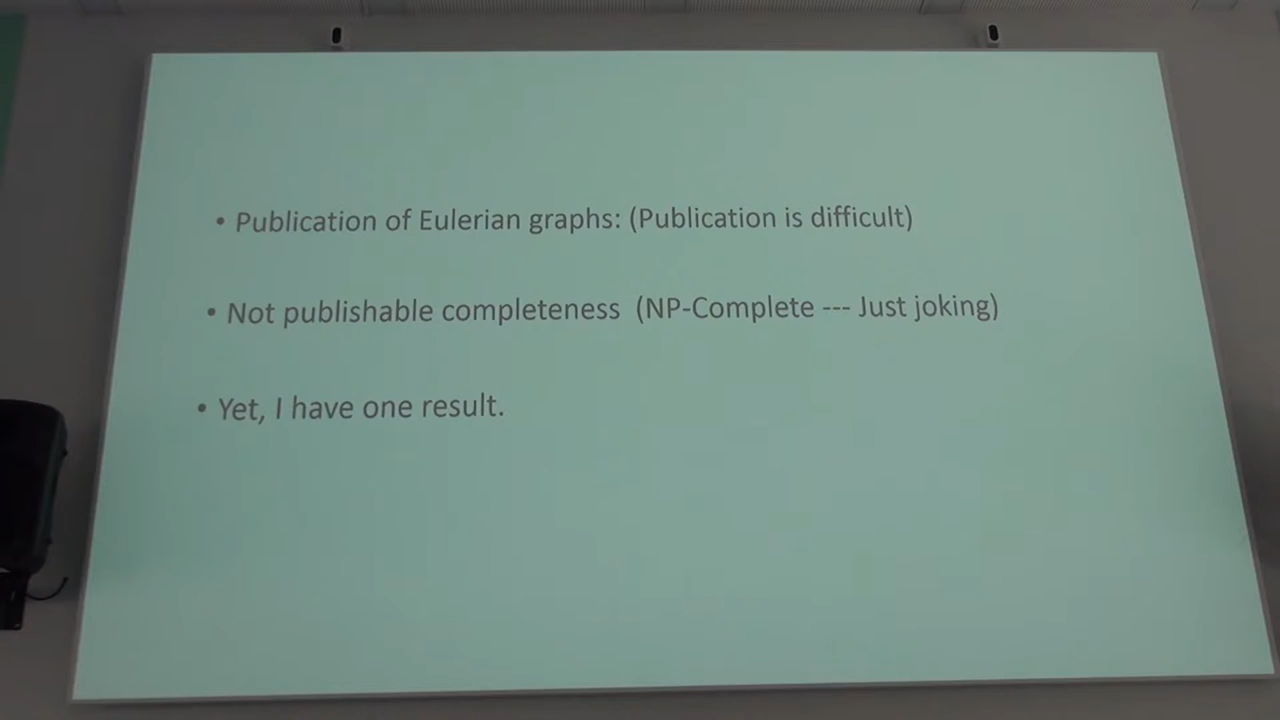 • Publication of Eulerian graphs: (Publication is difficult)
• Not publishable completeness (NP-Complete --- Just joking)
• Yet, I have one result.